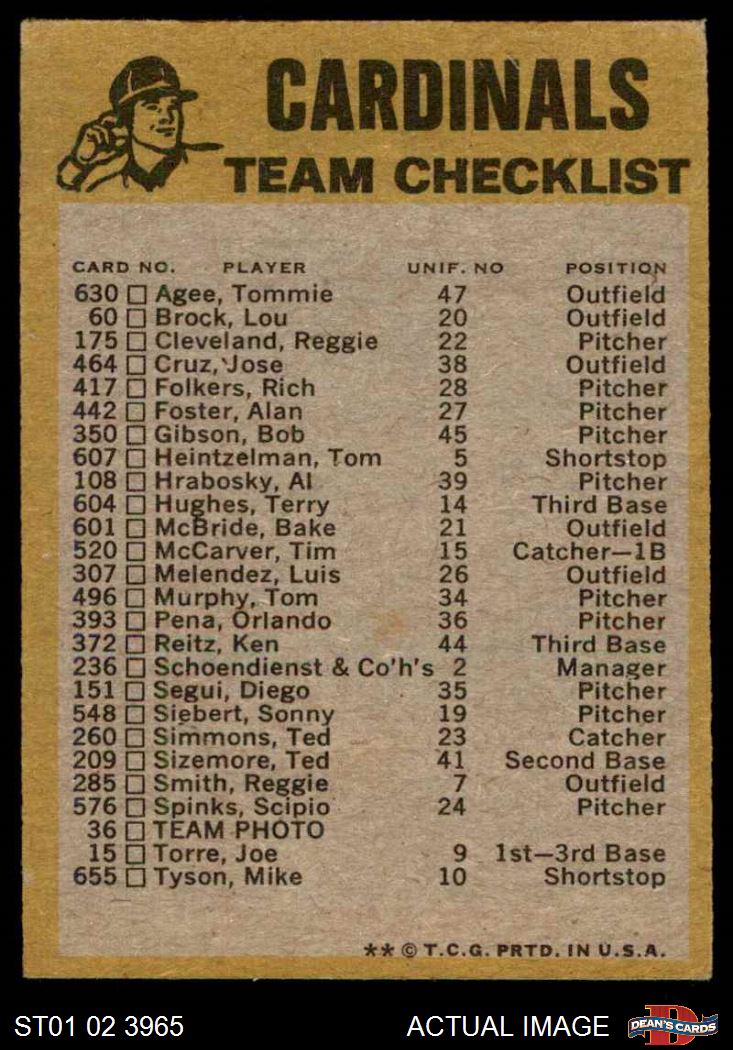 CARDINALS
TEAM CHECKLIST
CARD NO. PLAYER UNIF. NO POSITION
630 □ Agee, Tommie 47 Outfield
60 □ Brock, Lou 20 Outfield
175 □ Cleveland, Reggie 22 Pitcher
464 □ Cruz, Jose 38 Outfield
417 □ Folkers, Rich 28 Pitcher
442 □ Foster, Alan 27 Pitcher
350 □ Gibson, Bob 45 Pitcher
607 □ Heintzelman, Tom 5 Shortstop
108 □ Hrabosky, Al 39 Pitcher
604 □ Hughes, Terry 14 Third Base
601 □ McBride, Bake 21 Outfield
520 □ McCarver, Tim 15 Catcher—1B
307 □ Melendez, Luis 26 Outfield
496 □ Murphy, Tom 34 Pitcher
393 □ Pena, Orlando 36 Pitcher
372 □ Reitz, Ken 44 Third Base
236 □ Schoendienst & Co'h's 2 Manager
151 □ Segui, Diego 35 Pitcher
548 □ Siebert, Sonny 19 Pitcher
260 □ Simmons, Ted 23 Catcher
209 □ Sizemore, Ted 41 Second Base
285 □ Smith, Reggie 7 Outfield
576 □ Spinks, Scipio 24 Pitcher
36 □ TEAM PHOTO
15 □ Torre, Joe 9 1st—3rd Base
655 □ Tyson, Mike 10 Shortstop
** © T.C.G. PRTD. IN U.S.A.
ST01 02 3965 ACTUAL IMAGE D DEAN'S CARDS